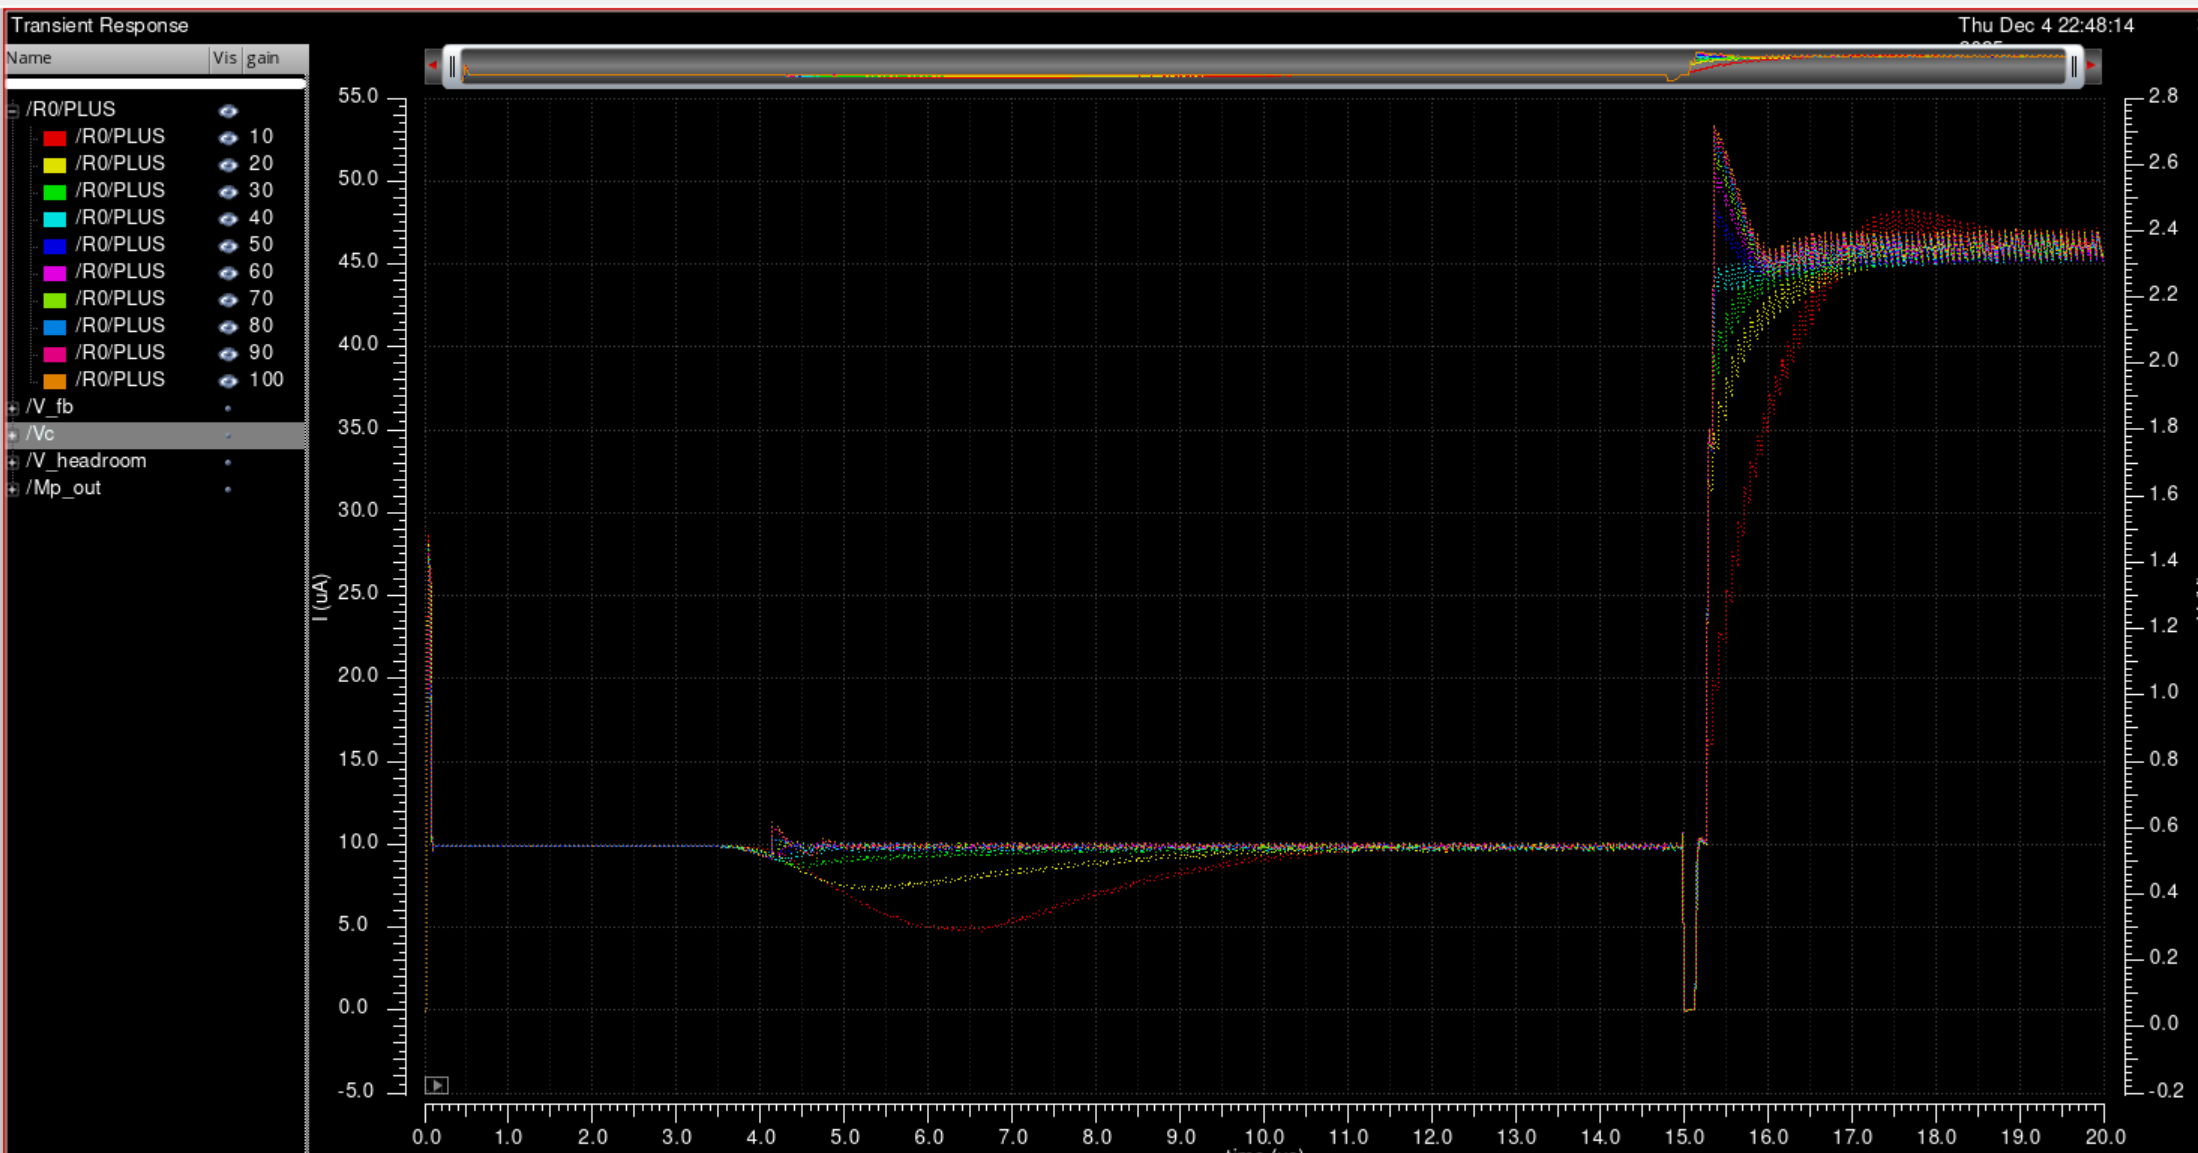 Transient Response
Thu Dec 4 22:48:14
Name Vis gain
/R0/PLUS
/R0/PLUS 10
/R0/PLUS 20
/R0/PLUS 30
/R0/PLUS 40
/R0/PLUS 50
/R0/PLUS 60
/R0/PLUS 70
/R0/PLUS 80
/R0/PLUS 90
/R0/PLUS 100
/V_fb
/Vc
/V_headroom
/Mp_out
55.0
50.0
45.0
40.0
35.0
30.0
25.0
20.0
15.0
10.0
5.0
0.0
-5.0
I (uA)
2.8
2.6
2.4
2.2
2.0
1.8
1.6
1.4
1.2
1.0
0.8
0.6
0.4
0.2
0.0
-0.2
0.0 1.0 2.0 3.0 4.0 5.0 6.0 7.0 8.0 9.0 10.0 11.0 12.0 13.0 14.0 15.0 16.0 17.0 18.0 19.0 20.0